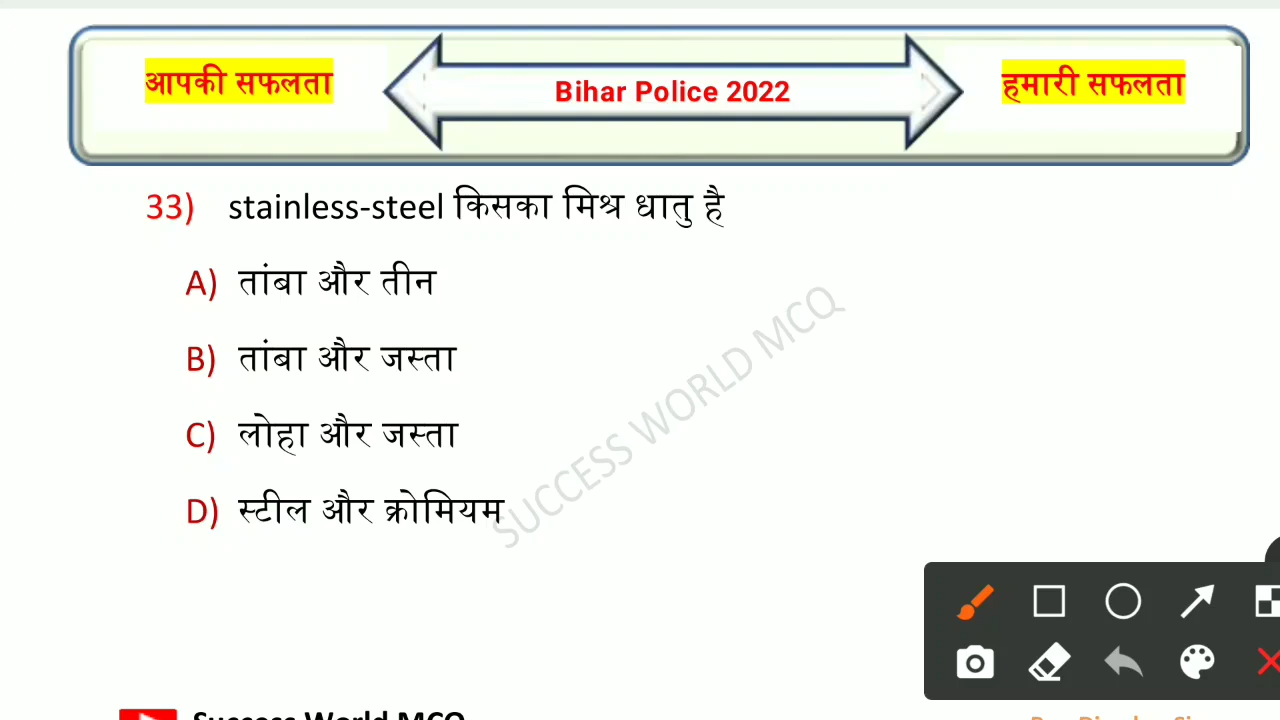 आपकी सफलता
Bihar Police 2022
हमारी सफलता
33) stainless-steel किसका मिश्र धातु है
A) तांबा और तीन
B) तांबा और जस्ता
C) लोहा और जस्ता
D) स्टील और क्रोमियम
SUCCESS WORLD MCQ
Success World MCQ